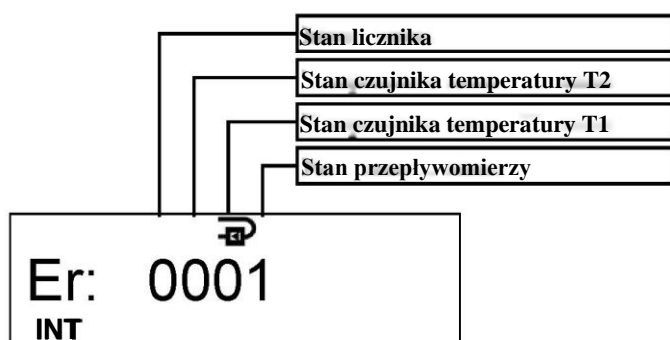 Stan licznika
Stan czujnika temperatury T2
Stan czujnika temperatury T1
Stan przepływomierzy
Er: 0001
INT